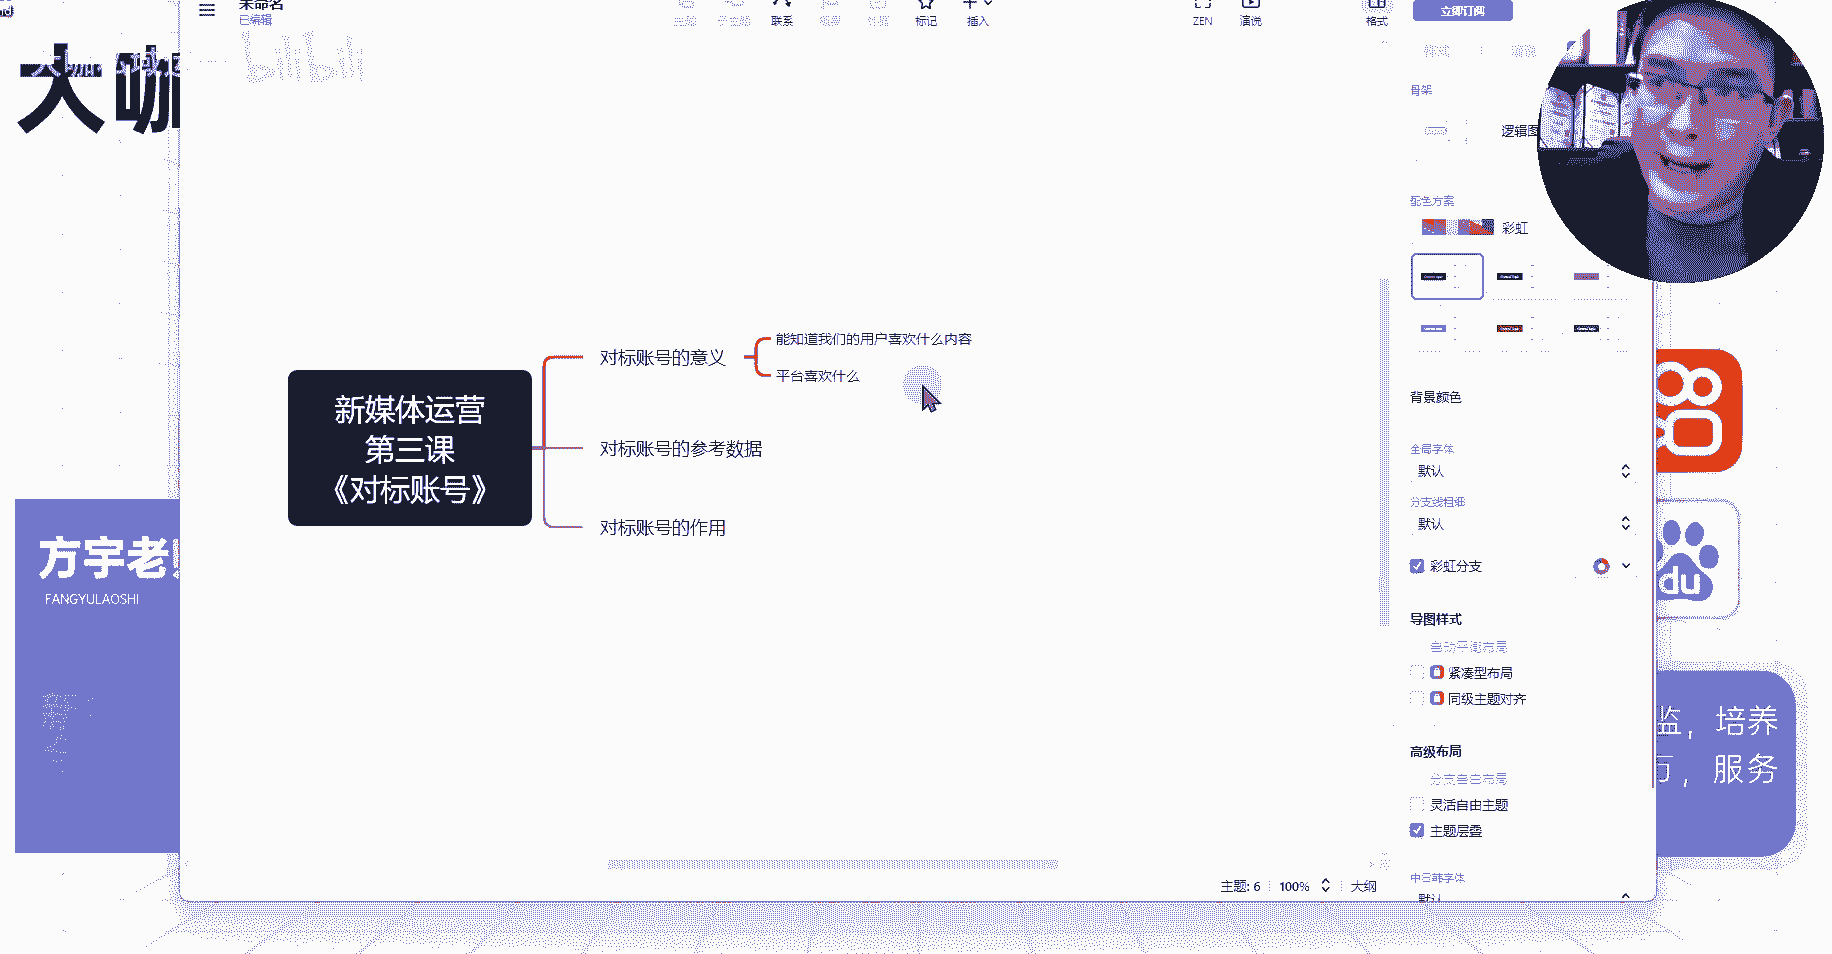 未命名
已编辑
联系
标记
插入
ZEN
演说
格式
立即订阅
bilibili
大咖
骨架
逻辑图
配色方案
彩虹
能知道我们的用户喜欢什么内容
对标账号的意义
平台喜欢什么
新媒体运营
第三课
《对标账号》
对标账号的参考数据
对标账号的作用
背景颜色
全局字体
默认
分支线粗细
默认
彩虹分支
导图样式
自动平衡布局
紧凑型布局
同级主题对齐
高级布局
分支自由布局
灵活自由主题
主题层叠
中日韩字体
默认
主题: 6
100%
大纲
方宇老
FANGYULAOSHI
du
监，培养
万，服务